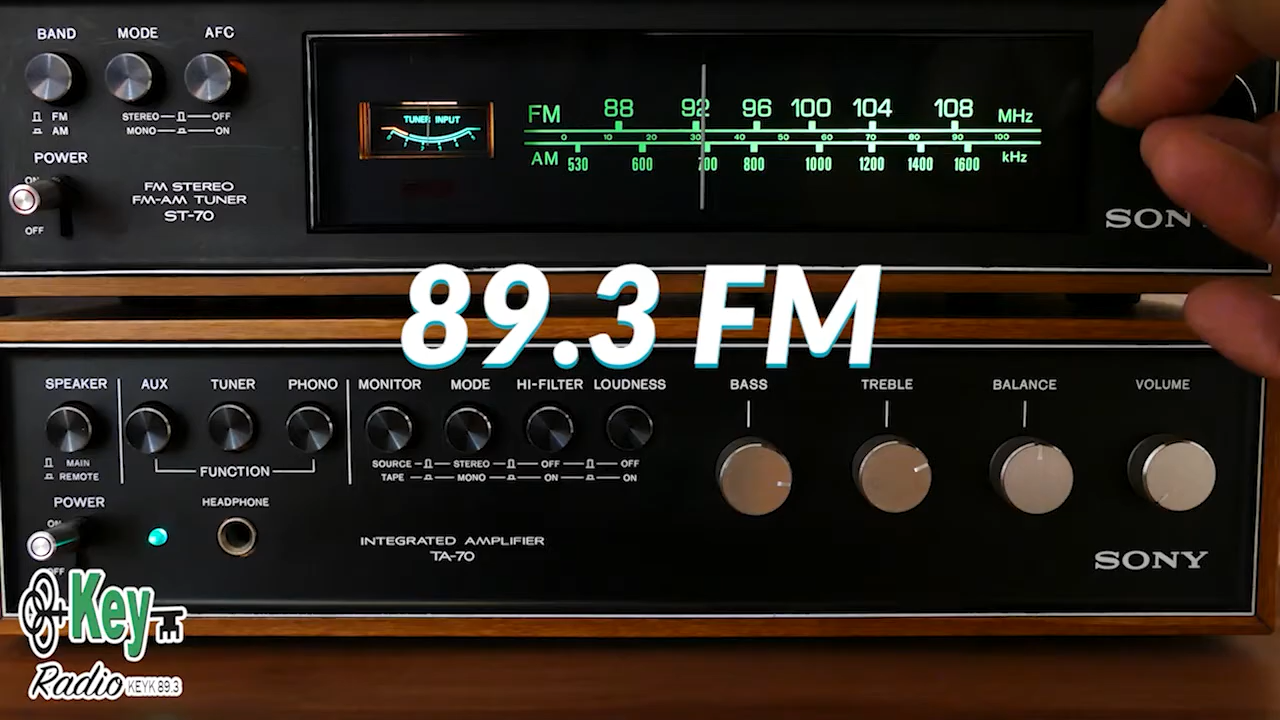 BAND MODE AFC
FM STEREO OFF
AM MONO ON
POWER
ON
OFF
FM STEREO
FM-AM TUNER
ST-70
TUNER INPUT
FM 88 92 96 100 104 108 MHz
0 10 20 30 40 50 60 70 80 90 100
AM 530 600 700 800 1000 1200 1400 1600 kHz
SON
89.3 FM
SPEAKER AUX TUNER PHONO MONITOR MODE HI-FILTER LOUDNESS BASS TREBLE BALANCE VOLUME
MAIN
REMOTE
FUNCTION
SOURCE STEREO OFF OFF
TAPE MONO ON ON
POWER
ON
OFF
HEADPHONE
INTEGRATED AMPLIFIER
TA-70
SONY
Key
Radio KEYK 89.3